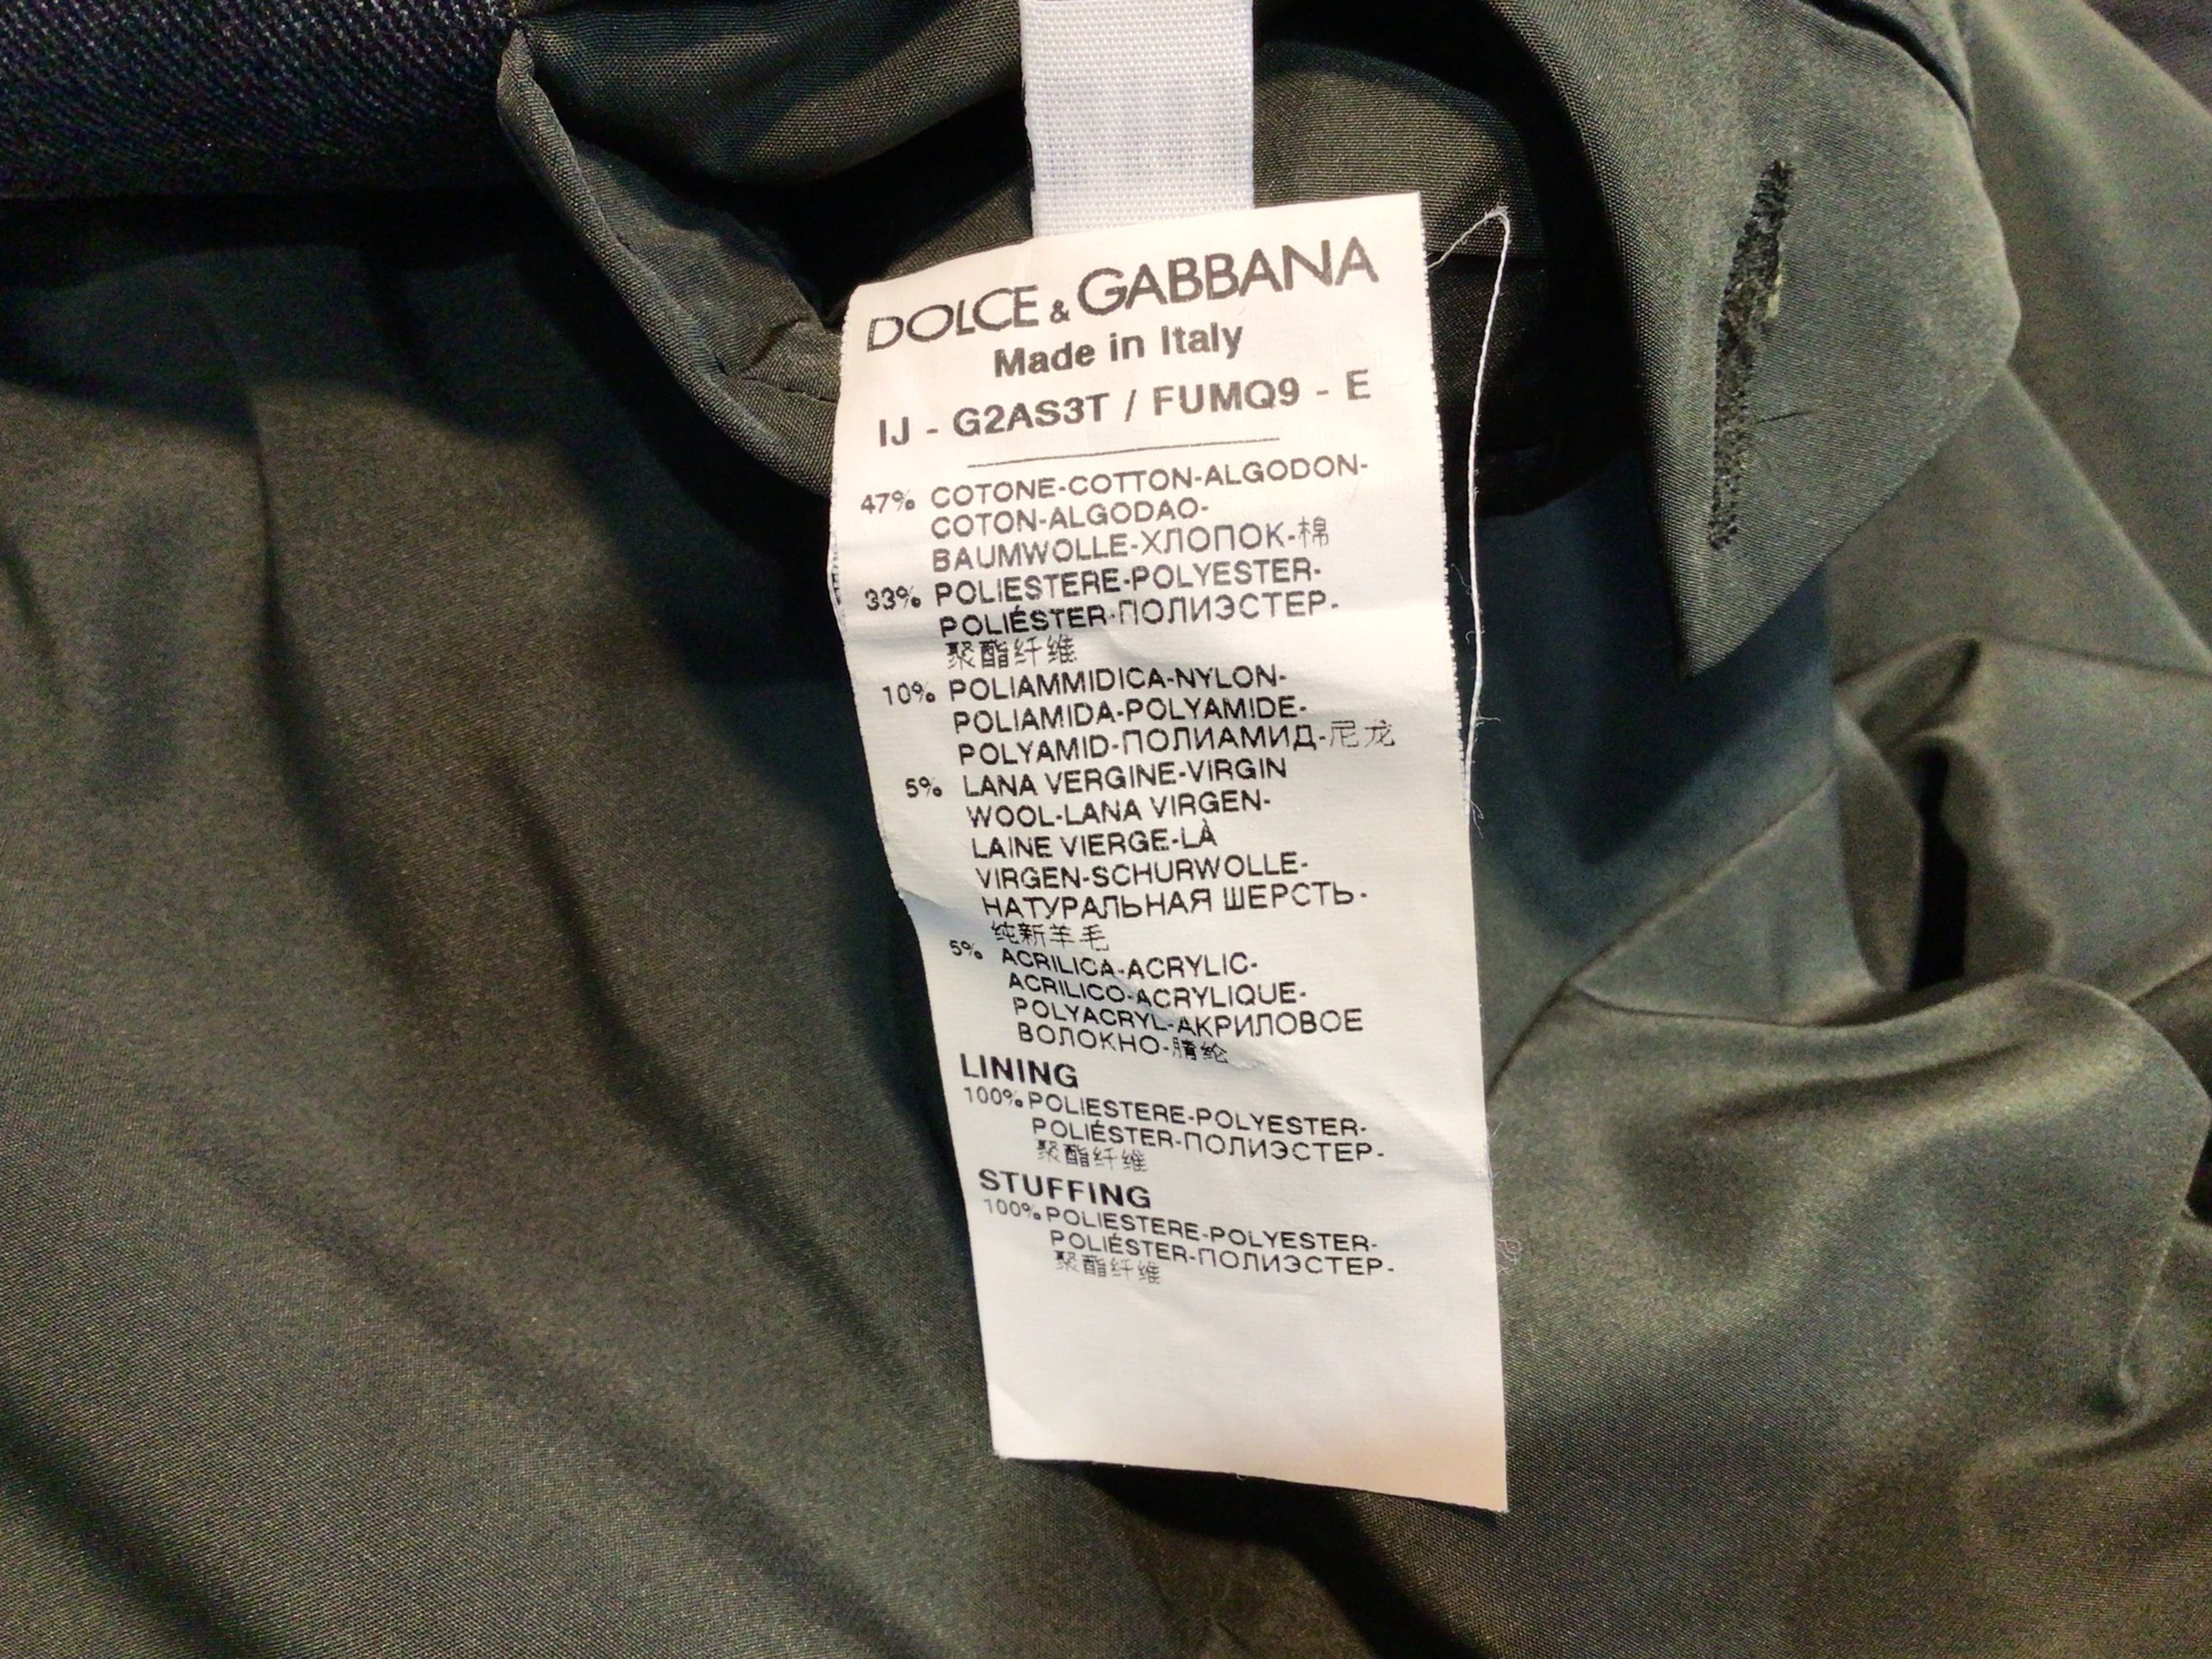 DOLCE & GABBANA
Made in Italy
IJ - G2AS3T / FUMQ9 - E
47% COTONE-COTTON-ALGODON-
COTON-ALGODAO-
BAUMWOLLE-ХЛОПОК-棉
33% POLIESTERE-POLYESTER-
POLIÉSTER-ПОЛИЭСТЕР-
聚酯纤维
10% POLIAMMIDICA-NYLON-
POLIAMIDA-POLYAMIDE-
POLYAMID-ПОЛИАМИД-尼龙
5% LANA VERGINE-VIRGIN
WOOL-LANA VIRGEN-
LAINE VIERGE-LÀ
VIRGEN-SCHURWOLLE-
НАТУРАЛЬНАЯ ШЕРСТЬ-
纯新羊毛
5% ACRILICA-ACRYLIC-
ACRILICO-ACRYLIQUE-
POLYACRYL-АКРИЛОВОЕ
ВОЛОКНО-腈纶
LINING
100% POLIESTERE-POLYESTER-
POLIÉSTER-ПОЛИЭСТЕР-
聚酯纤维
STUFFING
100% POLIESTERE-POLYESTER-
POLIÉSTER-ПОЛИЭСТЕР-
聚酯纤维